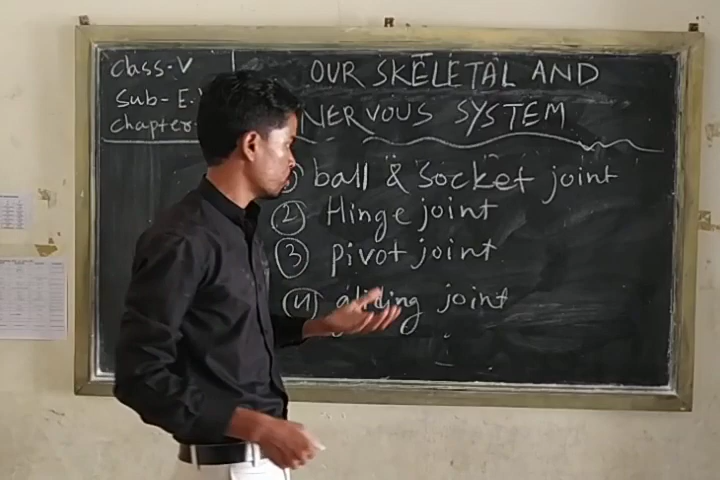 Class-V
Sub-E.V
Chapter-
OUR SKELETAL AND
NERVOUS SYSTEM
ball & socket joint
(2) Hinge joint
(3) pivot joint
(4) gliding joint